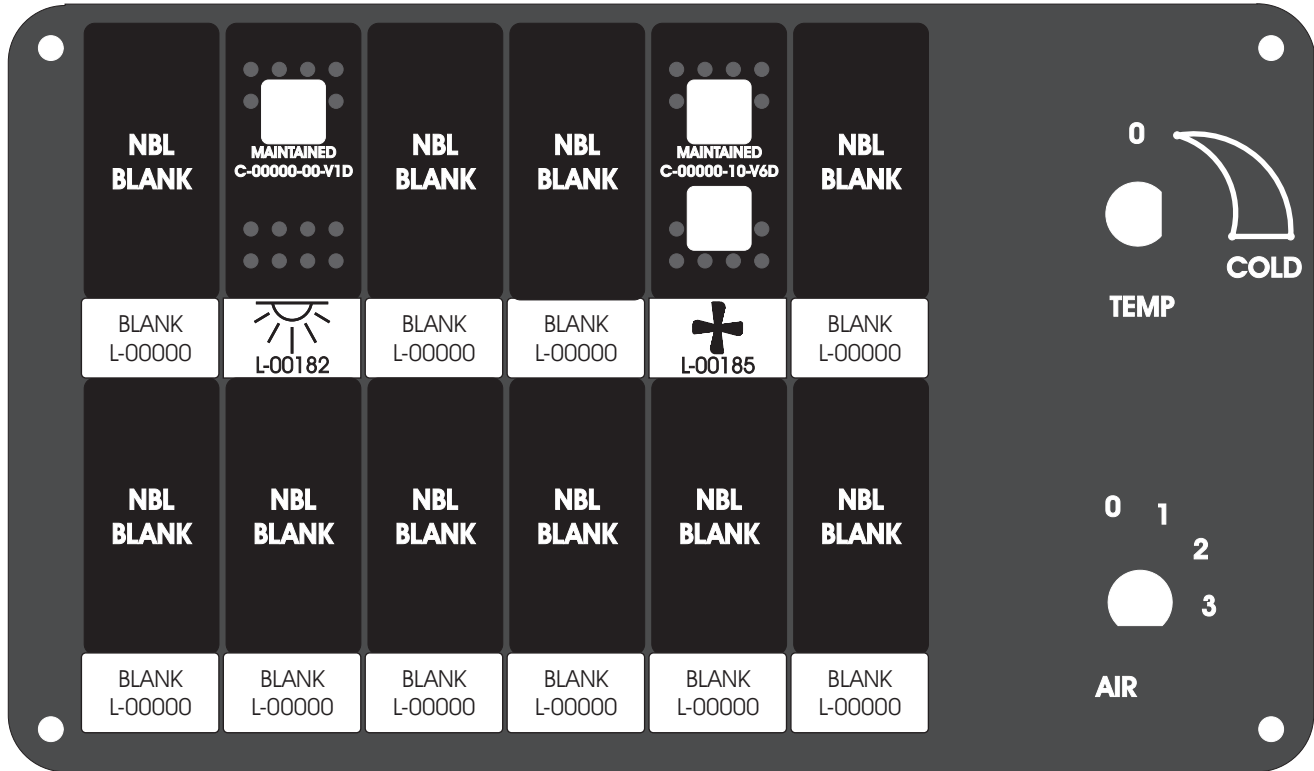 NBL
BLANK
MAINTAINED
C-00000-00-V1D
NBL
BLANK
NBL
BLANK
MAINTAINED
C-00000-10-V6D
NBL
BLANK
BLANK
L-00000
L-00182
BLANK
L-00000
BLANK
L-00000
L-00185
BLANK
L-00000
0
COLD
TEMP
NBL
BLANK
NBL
BLANK
NBL
BLANK
NBL
BLANK
NBL
BLANK
NBL
BLANK
BLANK
L-00000
BLANK
L-00000
BLANK
L-00000
BLANK
L-00000
BLANK
L-00000
BLANK
L-00000
0
1
2
3
AIR